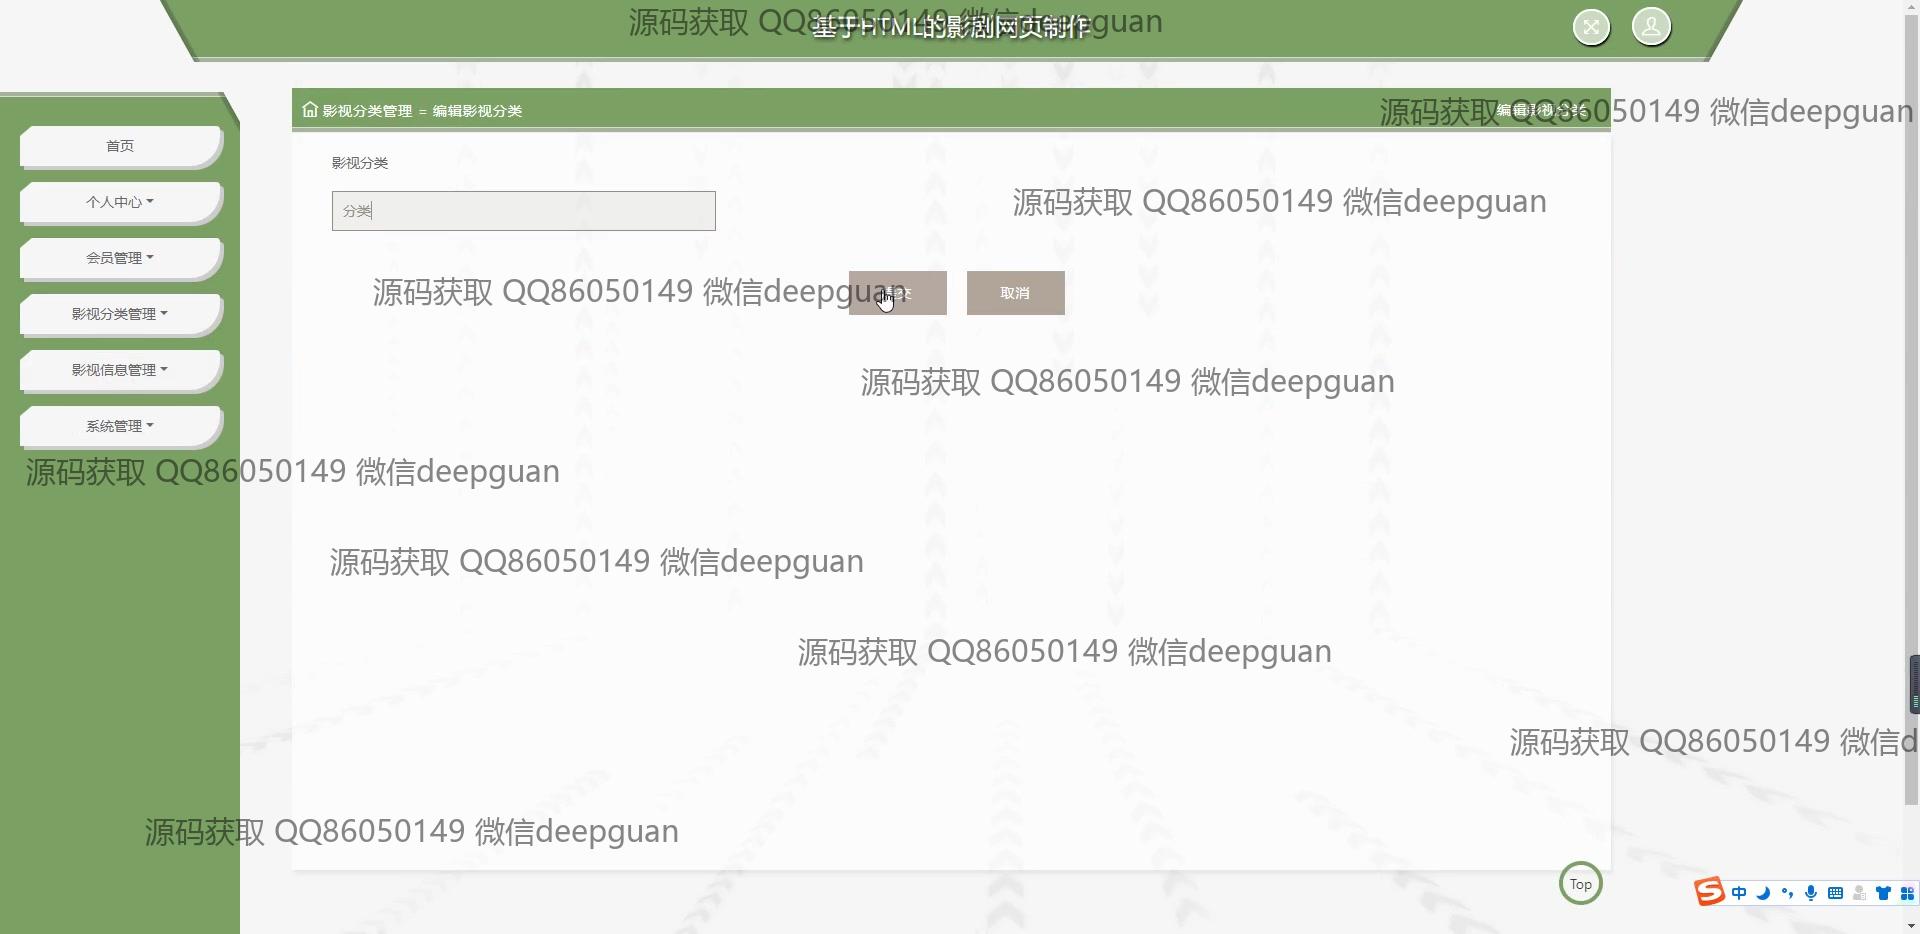 源码获取 QQ86050149 微信deepguan
基于HTML的影剧网页制作
影视分类管理 = 编辑影视分类
编辑影视分类
源码获取 QQ86050149 微信deepguan
首页
影视分类
个人中心
分类
源码获取 QQ86050149 微信deepguan
会员管理
源码获取 QQ86050149 微信deepguan
提交
取消
影视分类管理
影视信息管理
源码获取 QQ86050149 微信deepguan
系统管理
源码获取 QQ86050149 微信deepguan
源码获取 QQ86050149 微信deepguan
源码获取 QQ86050149 微信deepguan
源码获取 QQ86050149 微信d
源码获取 QQ86050149 微信deepguan
Top
中